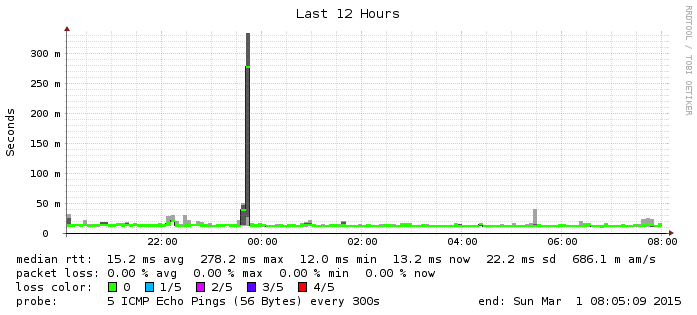 Last 12 Hours
RRDTOOL / TOBI OETIKER
Seconds
300 m
250 m
200 m
150 m
100 m
50 m
0
22:00 00:00 02:00 04:00 06:00 08:00
median rtt: 15.2 ms avg 278.2 ms max 12.0 ms min 13.2 ms now 22.2 ms sd 686.1 m am/s
packet loss: 0.00 % avg 0.00 % max 0.00 % min 0.00 % now
loss color: 0 1/5 2/5 3/5 4/5
probe: 5 ICMP Echo Pings (56 Bytes) every 300s end: Sun Mar 1 08:05:09 2015